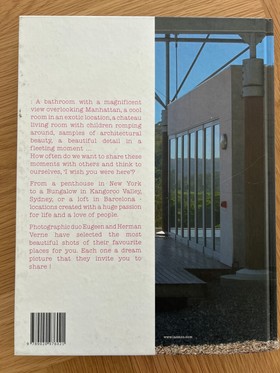 : A bathroom with a magnificent
view overlooking Manhattan, a cool
room in an exotic location, a chateau
living room with children romping
around, samples of architectural
beauty, a beautiful detail in a
fleeting moment ...
How often do we want to share these
moments with others and think to
ourselves, 'I wish you were here'?
From a penthouse in New York
to a Bungalow in Kangaroo Valley,
Sydney, or a loft in Barcelona -
locations created with a huge passion
for life and a love of people.
Photographic duo Eugeen and Herman
Verne have selected the most
beautiful shots of their favourite
places for you. Each one a dream
picture that they invite you to
share !